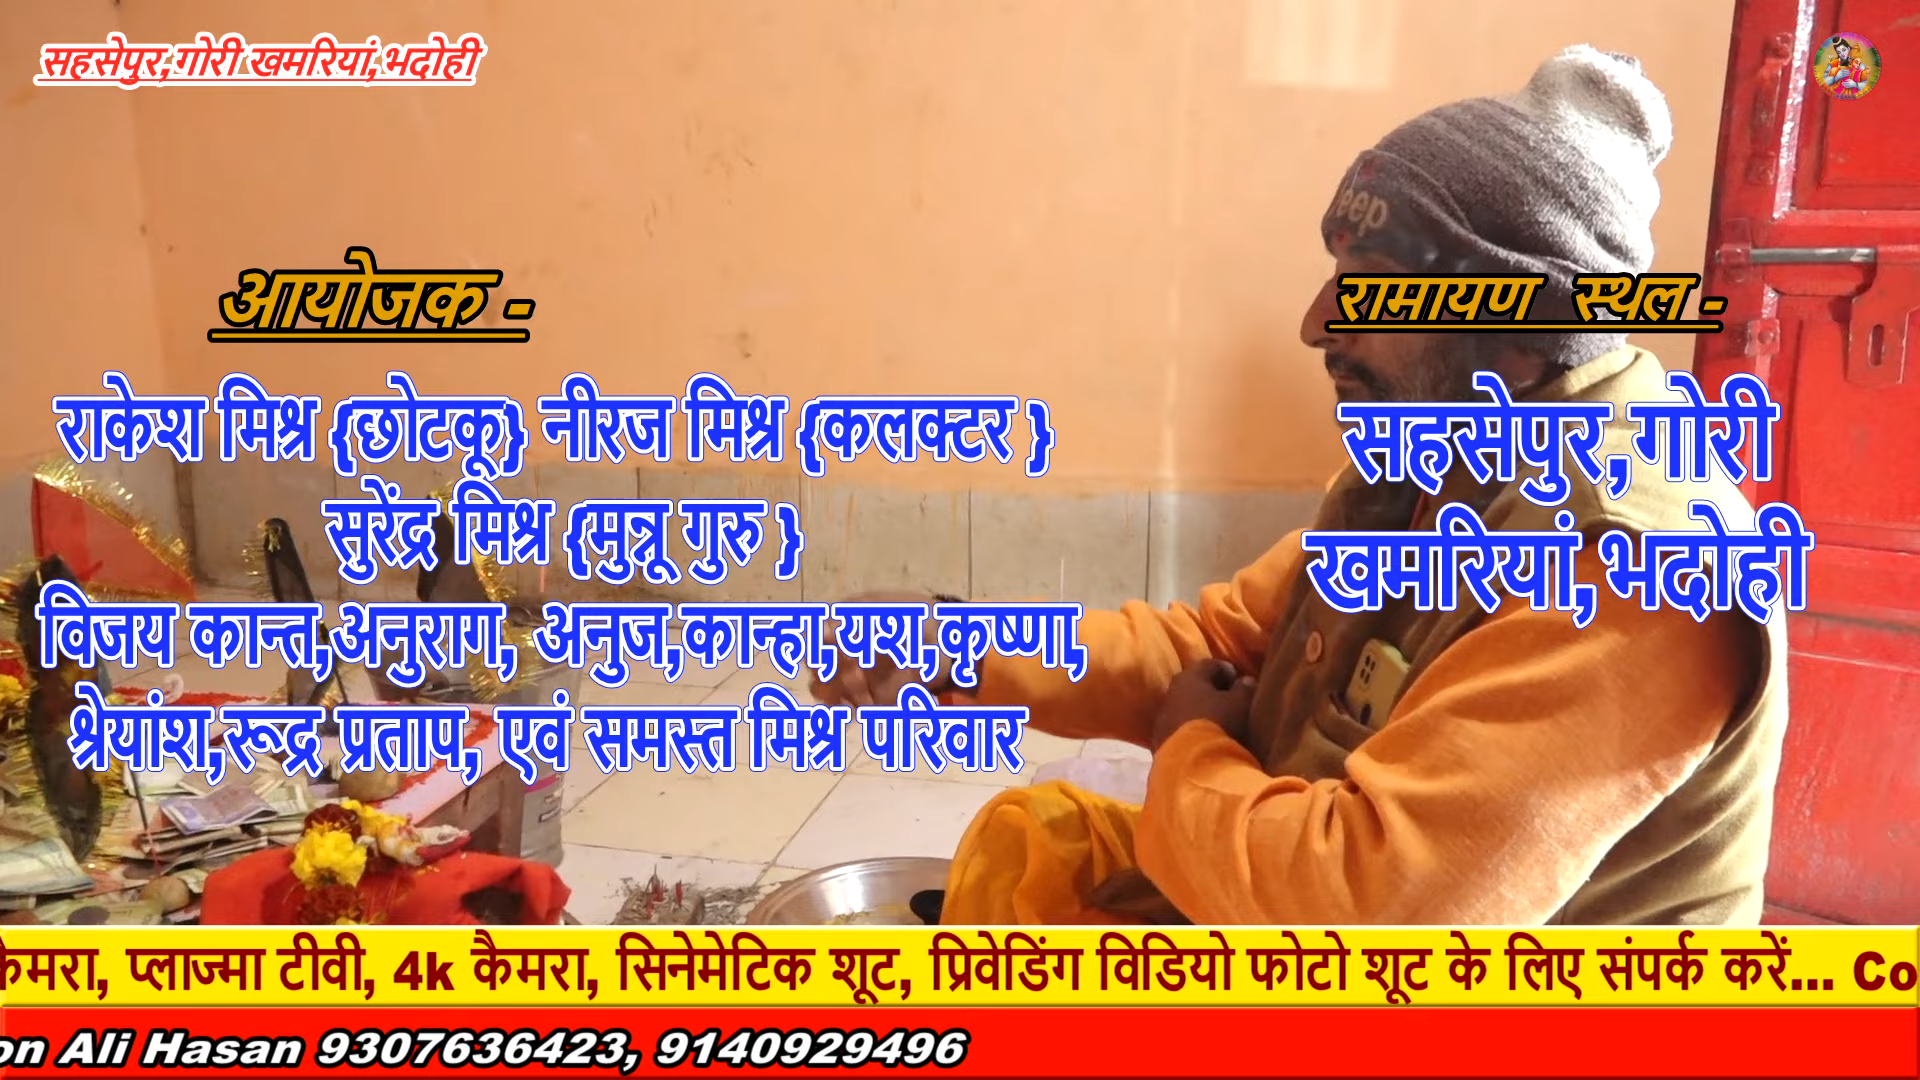 सहसेपुर,गोरी खमरियां,भदोही
आयोजक -
राकेश मिश्र {छोटकू} नीरज मिश्र {कलक्टर }
सुरेंद्र मिश्र {मुन्नू गुरु }
विजय कान्त,अनुराग, अनुज,कान्हा,यश,कृष्णा,
श्रेयांश,रूद्र प्रताप, एवं समस्त मिश्र परिवार
रामायण स्थल -
सहसेपुर,गोरी
खमरियां,भदोही
कैमरा, प्लाज्मा टीवी, 4k कैमरा, सिनेमेटिक शूट, प्रिवेडिंग विडियो फोटो शूट के लिए संपर्क करें... Co
on Ali Hasan 9307636423, 9140929496